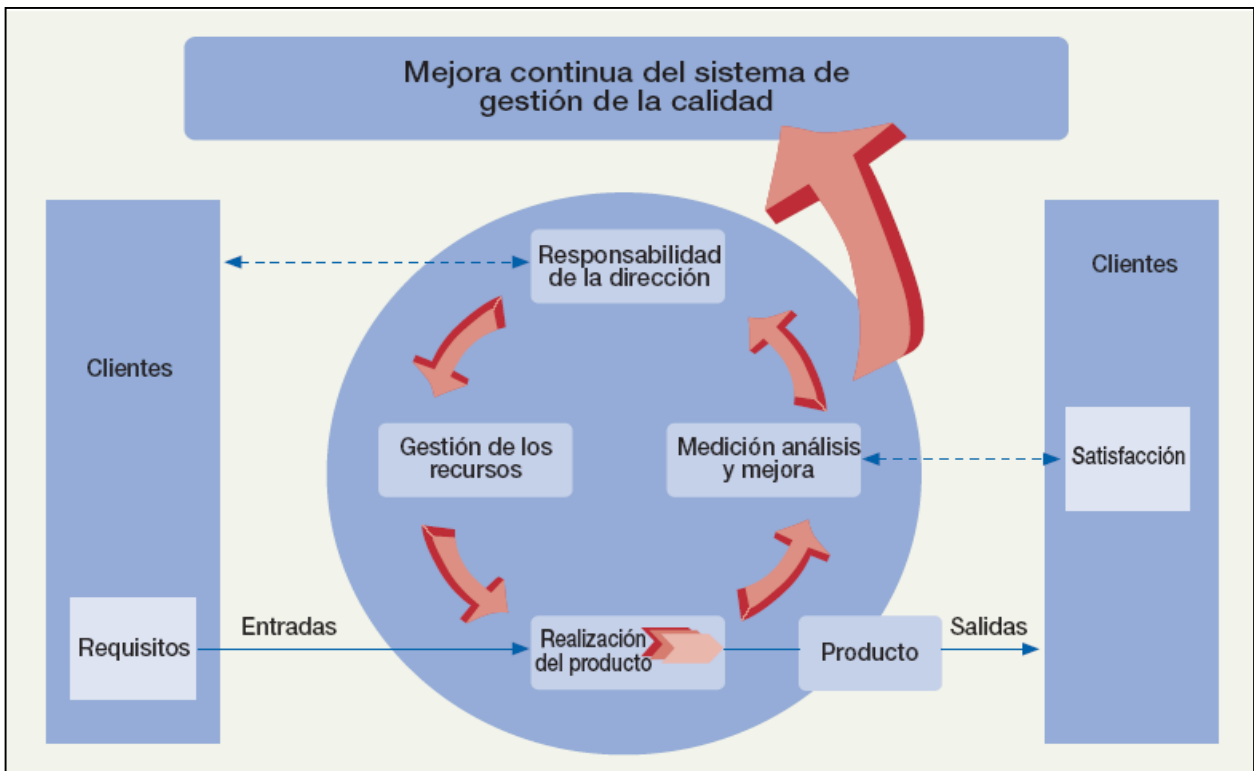 Mejora continua del sistema de
gestión de la calidad
Responsabilidad
de la dirección
Clientes
Clientes
Gestión de los
recursos
Medición análisis
y mejora
Satisfacción
Requisitos
Entradas
Realización
del producto
Producto
Salidas